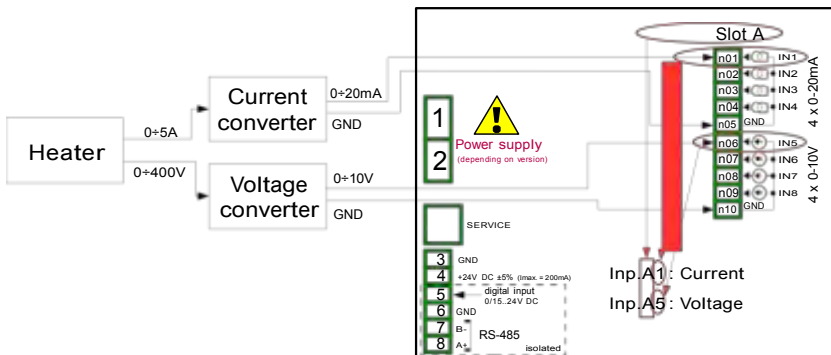 Slot A
n01 IN1
n02 IN2
n03 IN3
n04 IN4
n05 GND
4 x 0-20mA
n06 IN5
n07 IN6
n08 IN7
n09 IN8
n10 GND
4 x 0-10V
Heater
0÷5A
0÷400V
Current
converter
0÷20mA
GND
Voltage
converter
0÷10V
GND
1
2
Power supply
(depending on version)
SERVICE
3 GND
4 +24V DC ±5% (Imax. = 200mA)
5 digital input
0/15..24V DC
6 GND
7 B-
8 A+
RS-485
isolated
Inp.A1: Current
Inp.A5: Voltage